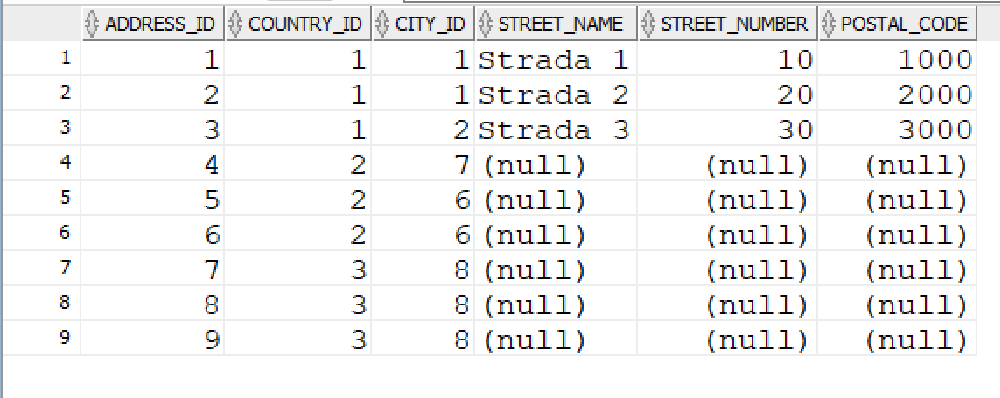 ADDRESS_ID COUNTRY_ID CITY_ID STREET_NAME STREET_NUMBER POSTAL_CODE
1 1 1 1 Strada 1 10 1000
2 2 1 1 Strada 2 20 2000
3 3 1 2 Strada 3 30 3000
4 4 2 7 (null) (null) (null)
5 5 2 6 (null) (null) (null)
6 6 2 6 (null) (null) (null)
7 7 3 8 (null) (null) (null)
8 8 3 8 (null) (null) (null)
9 9 3 8 (null) (null) (null)